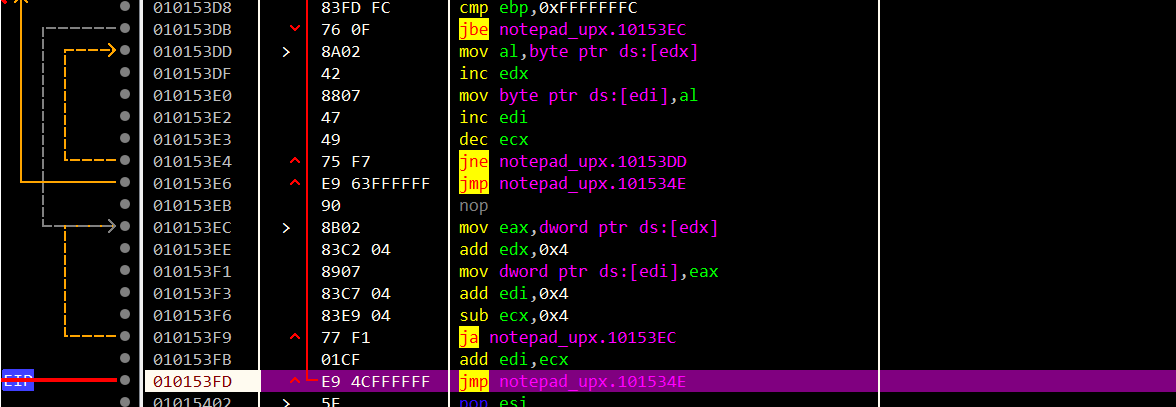 010153D8 83FD FC cmp ebp,0xFFFFFFFC
010153DB 76 0F jbe notepad_upx.10153EC
010153DD > 8A02 mov al,byte ptr ds:[edx]
010153DF 42 inc edx
010153E0 8807 mov byte ptr ds:[edi],al
010153E2 47 inc edi
010153E3 49 dec ecx
010153E4 75 F7 jne notepad_upx.10153DD
010153E6 E9 63FFFFFF jmp notepad_upx.101534E
010153EB 90 nop
010153EC > 8B02 mov eax,dword ptr ds:[edx]
010153EE 83C2 04 add edx,0x4
010153F1 8907 mov dword ptr ds:[edi],eax
010153F3 83C7 04 add edi,0x4
010153F6 83E9 04 sub ecx,0x4
010153F9 77 F1 ja notepad_upx.10153EC
010153FB 01CF add edi,ecx
EIP 010153FD E9 4CFFFFFF jmp notepad_upx.101534E
01015402 > 5E pop esi